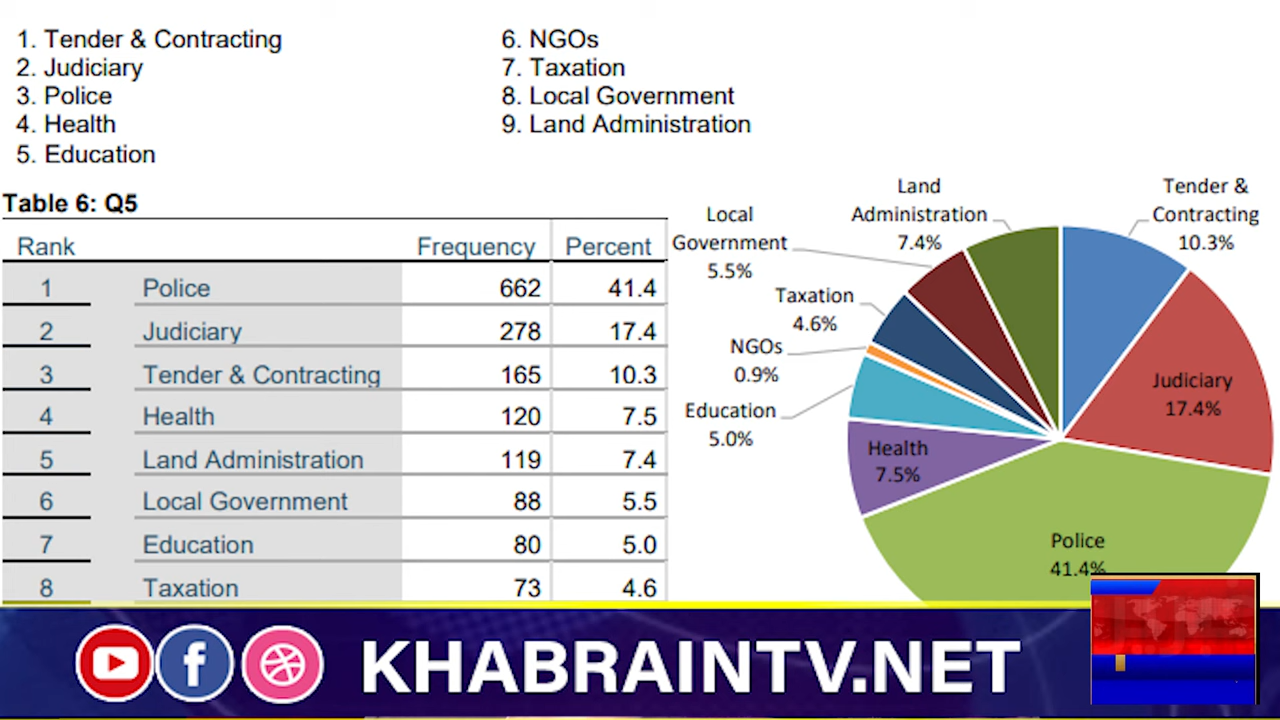 1. Tender & Contracting
2. Judiciary
3. Police
4. Health
5. Education
6. NGOs
7. Taxation
8. Local Government
9. Land Administration
Table 6: Q5
Rank Frequency Percent
1 Police 662 41.4
2 Judiciary 278 17.4
3 Tender & Contracting 165 10.3
4 Health 120 7.5
5 Land Administration 119 7.4
6 Local Government 88 5.5
7 Education 80 5.0
8 Taxation 73 4.6
Land
Administration
7.4%
Tender &
Contracting
10.3%
Local
Government
5.5%
Taxation
4.6%
NGOs
0.9%
Education
5.0%
Health
7.5%
Judiciary
17.4%
Police
41.4%
KHABRAINTV.NET